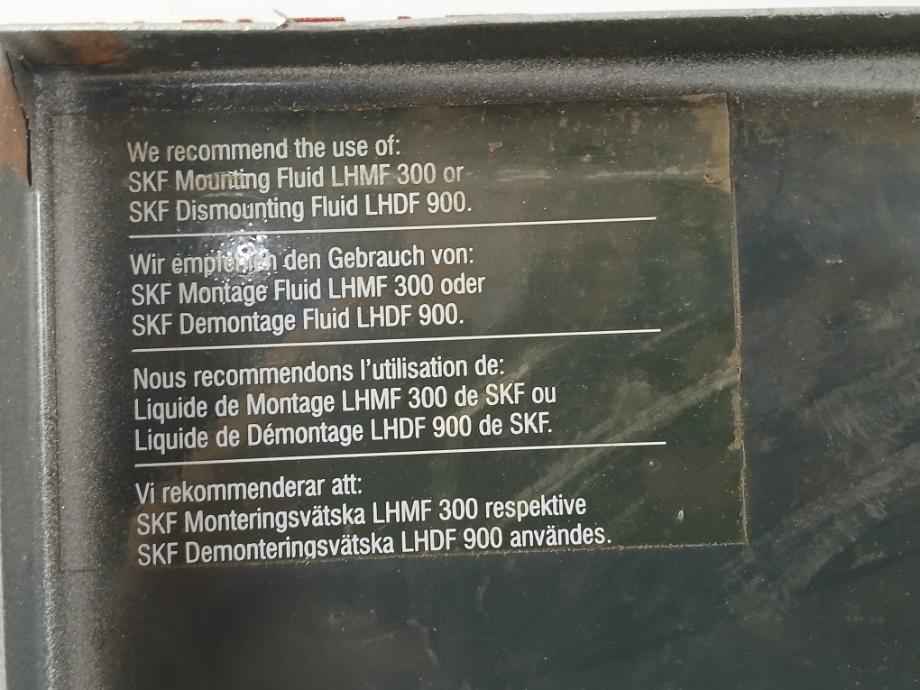 We recommend the use of:
SKF Mounting Fluid LHMF 300 or
SKF Dismounting Fluid LHDF 900.
Wir empfehlen den Gebrauch von:
SKF Montage Fluid LHMF 300 oder
SKF Demontage Fluid LHDF 900.
Nous recommendons l'utilisation de:
Liquide de Montage LHMF 300 de SKF ou
Liquide de Démontage LHDF 900 de SKF.
Vi rekommenderar att:
SKF Monteringsvätska LHMF 300 respektive
SKF Demonteringsvätska LHDF 900 användes.